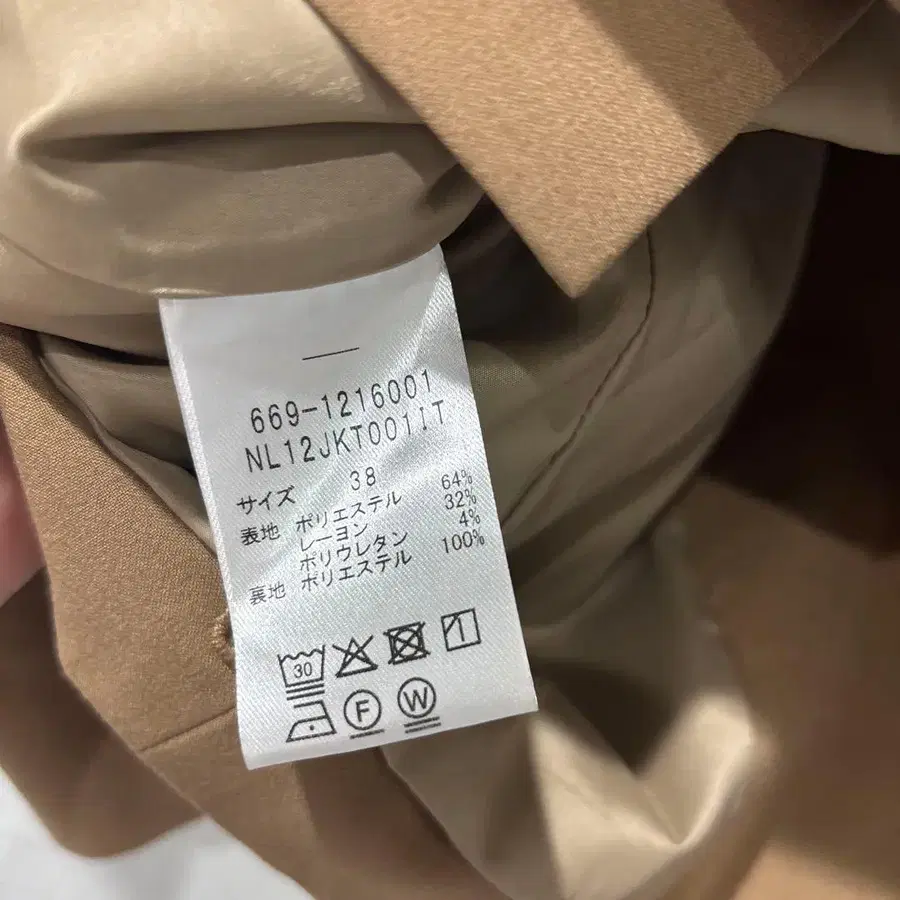 669-1216001
NL12JKT001IT
サイズ 38
表地 ポリエステル 64%
レーヨン 32%
ポリウレタン 4%
裏地 ポリエステル 100%
30
F W